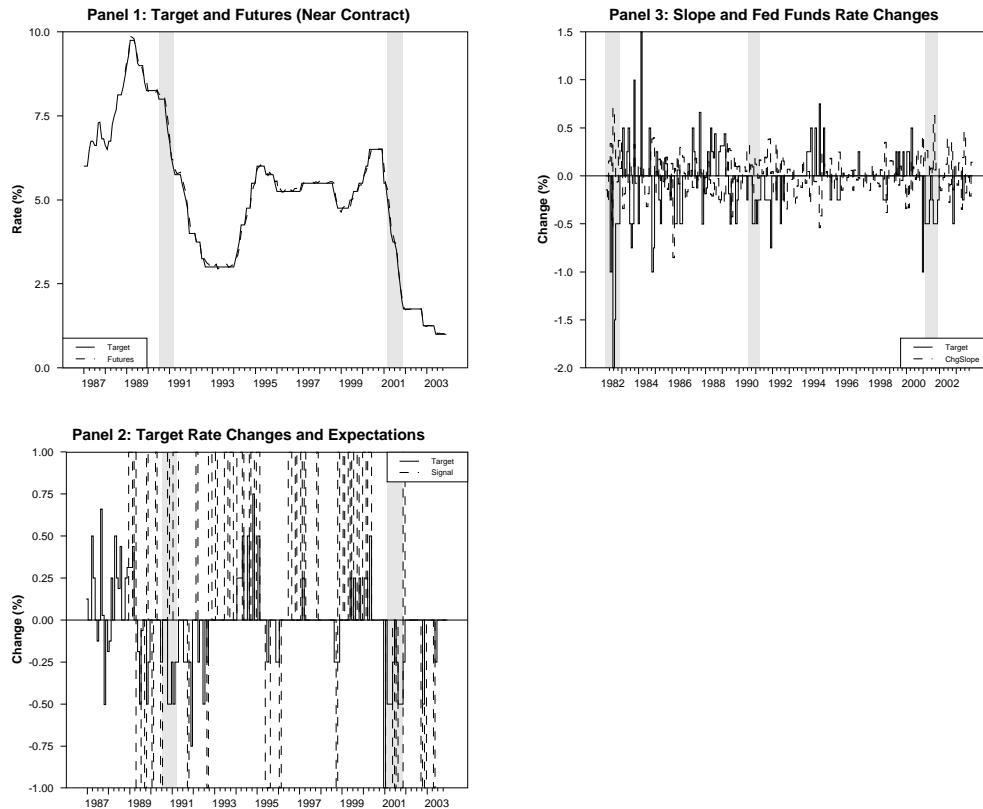 Panel 1: Target and Futures (Near Contract)
Rate (%)
10.0
7.5
5.0
2.5
0.0
Target
Futures
1987 1989 1991 1993 1995 1997 1999 2001 2003
Panel 3: Slope and Fed Funds Rate Changes
Change (%)
1.5
1.0
0.5
0.0
-0.5
-1.0
-1.5
-2.0
Target
ChgSlope
1982 1984 1986 1988 1990 1992 1994 1996 1998 2000 2002
Panel 2: Target Rate Changes and Expectations
Change (%)
1.00
0.75
0.50
0.25
0.00
-0.25
-0.50
-0.75
-1.00
Target
Signal
1987 1989 1991 1993 1995 1997 1999 2001 2003